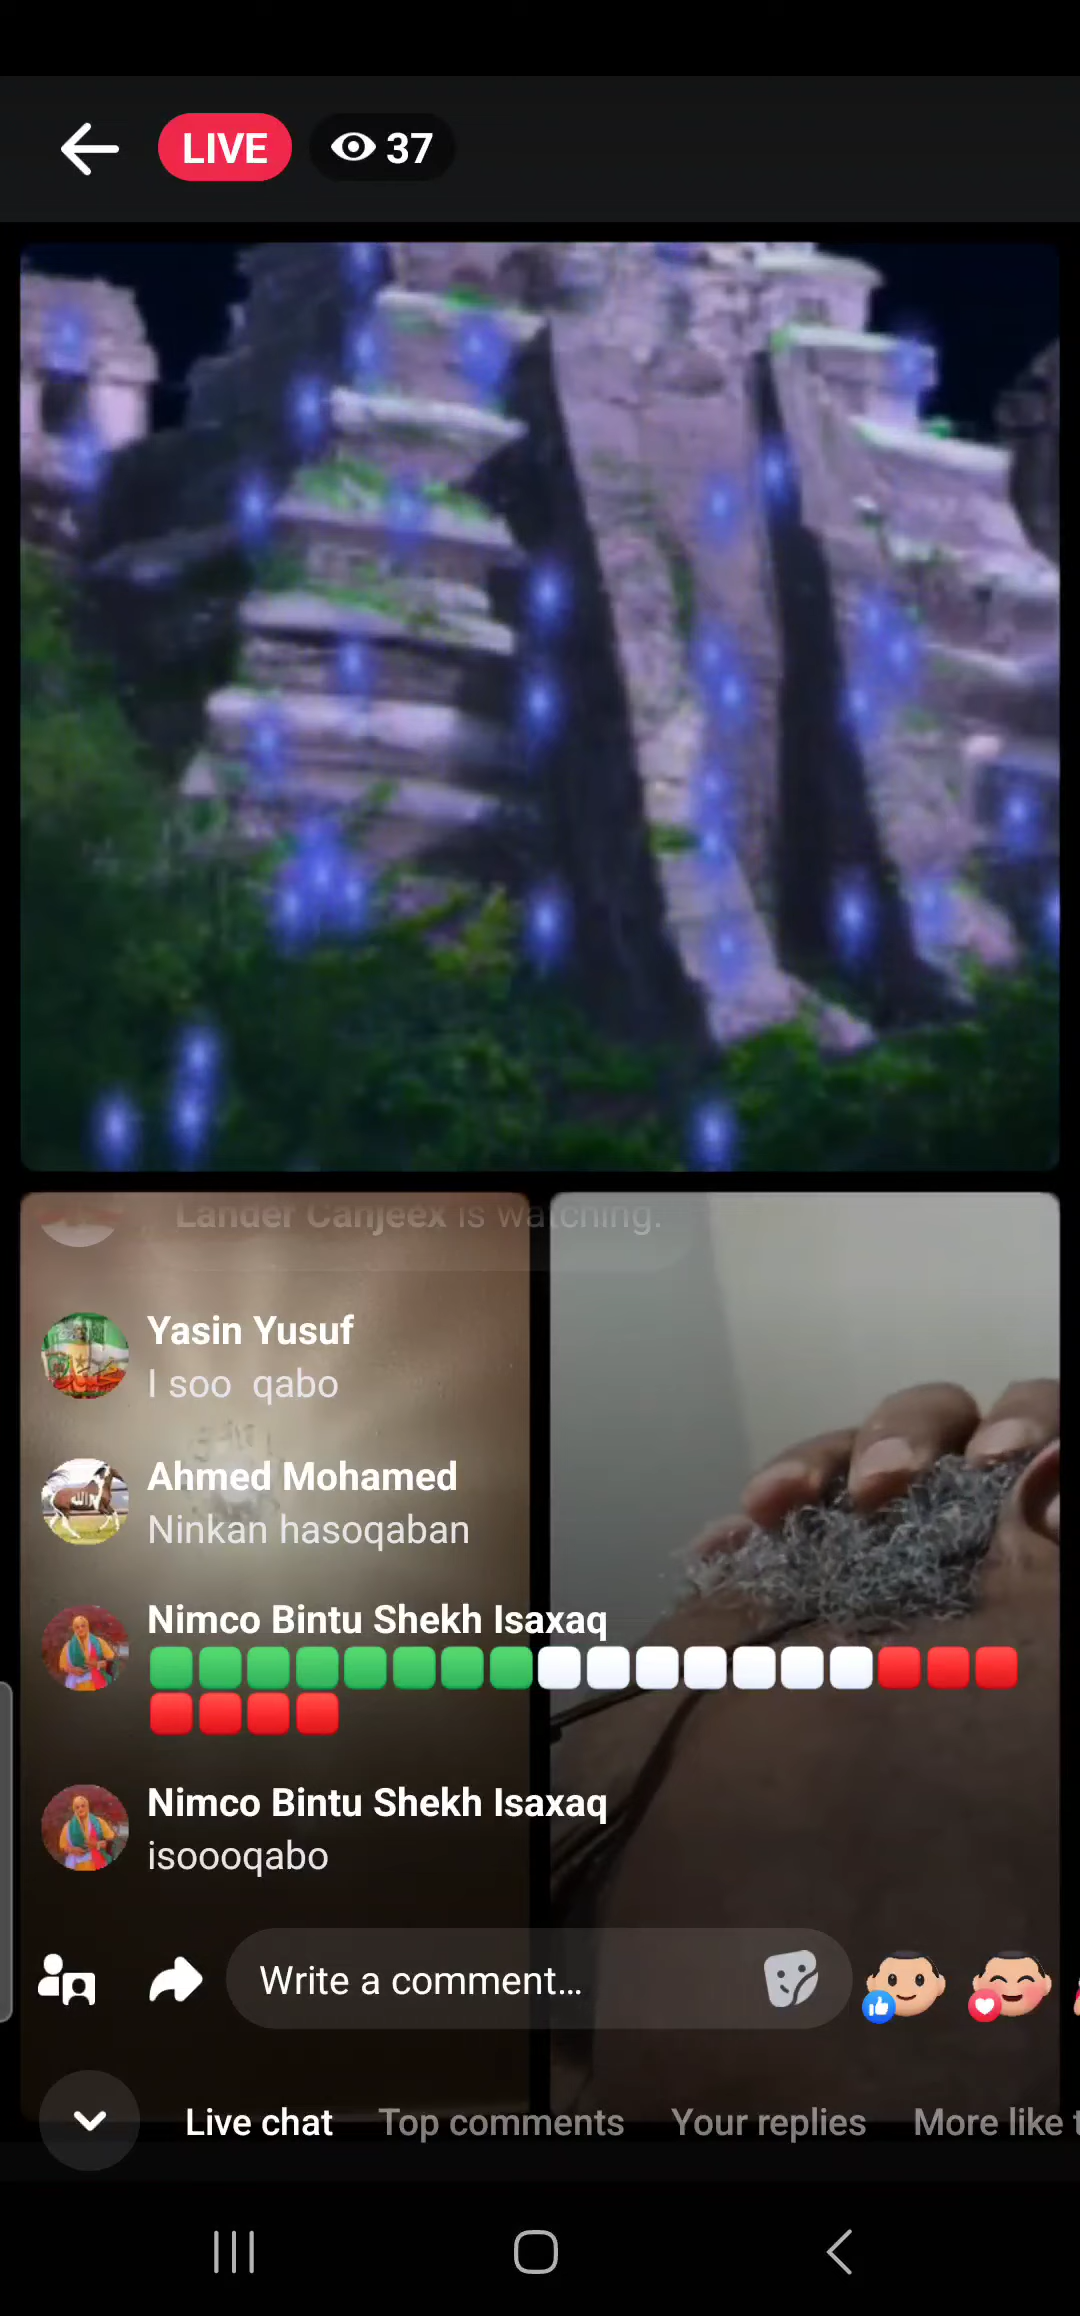 LIVE 37
Lander Canjeex is watching.
Yasin Yusuf
I soo qabo
Ahmed Mohamed
Ninkan hasoqaban
Nimco Bintu Shekh Isaxaq
🟩🟩🟩🟩🟩🟩🟩🟩⬜⬜⬜⬜⬜⬜⬜🟥🟥🟥
🟥🟥🟥🟥
Nimco Bintu Shekh Isaxaq
isoooqabo
Write a comment...
Live chat Top comments Your replies More like